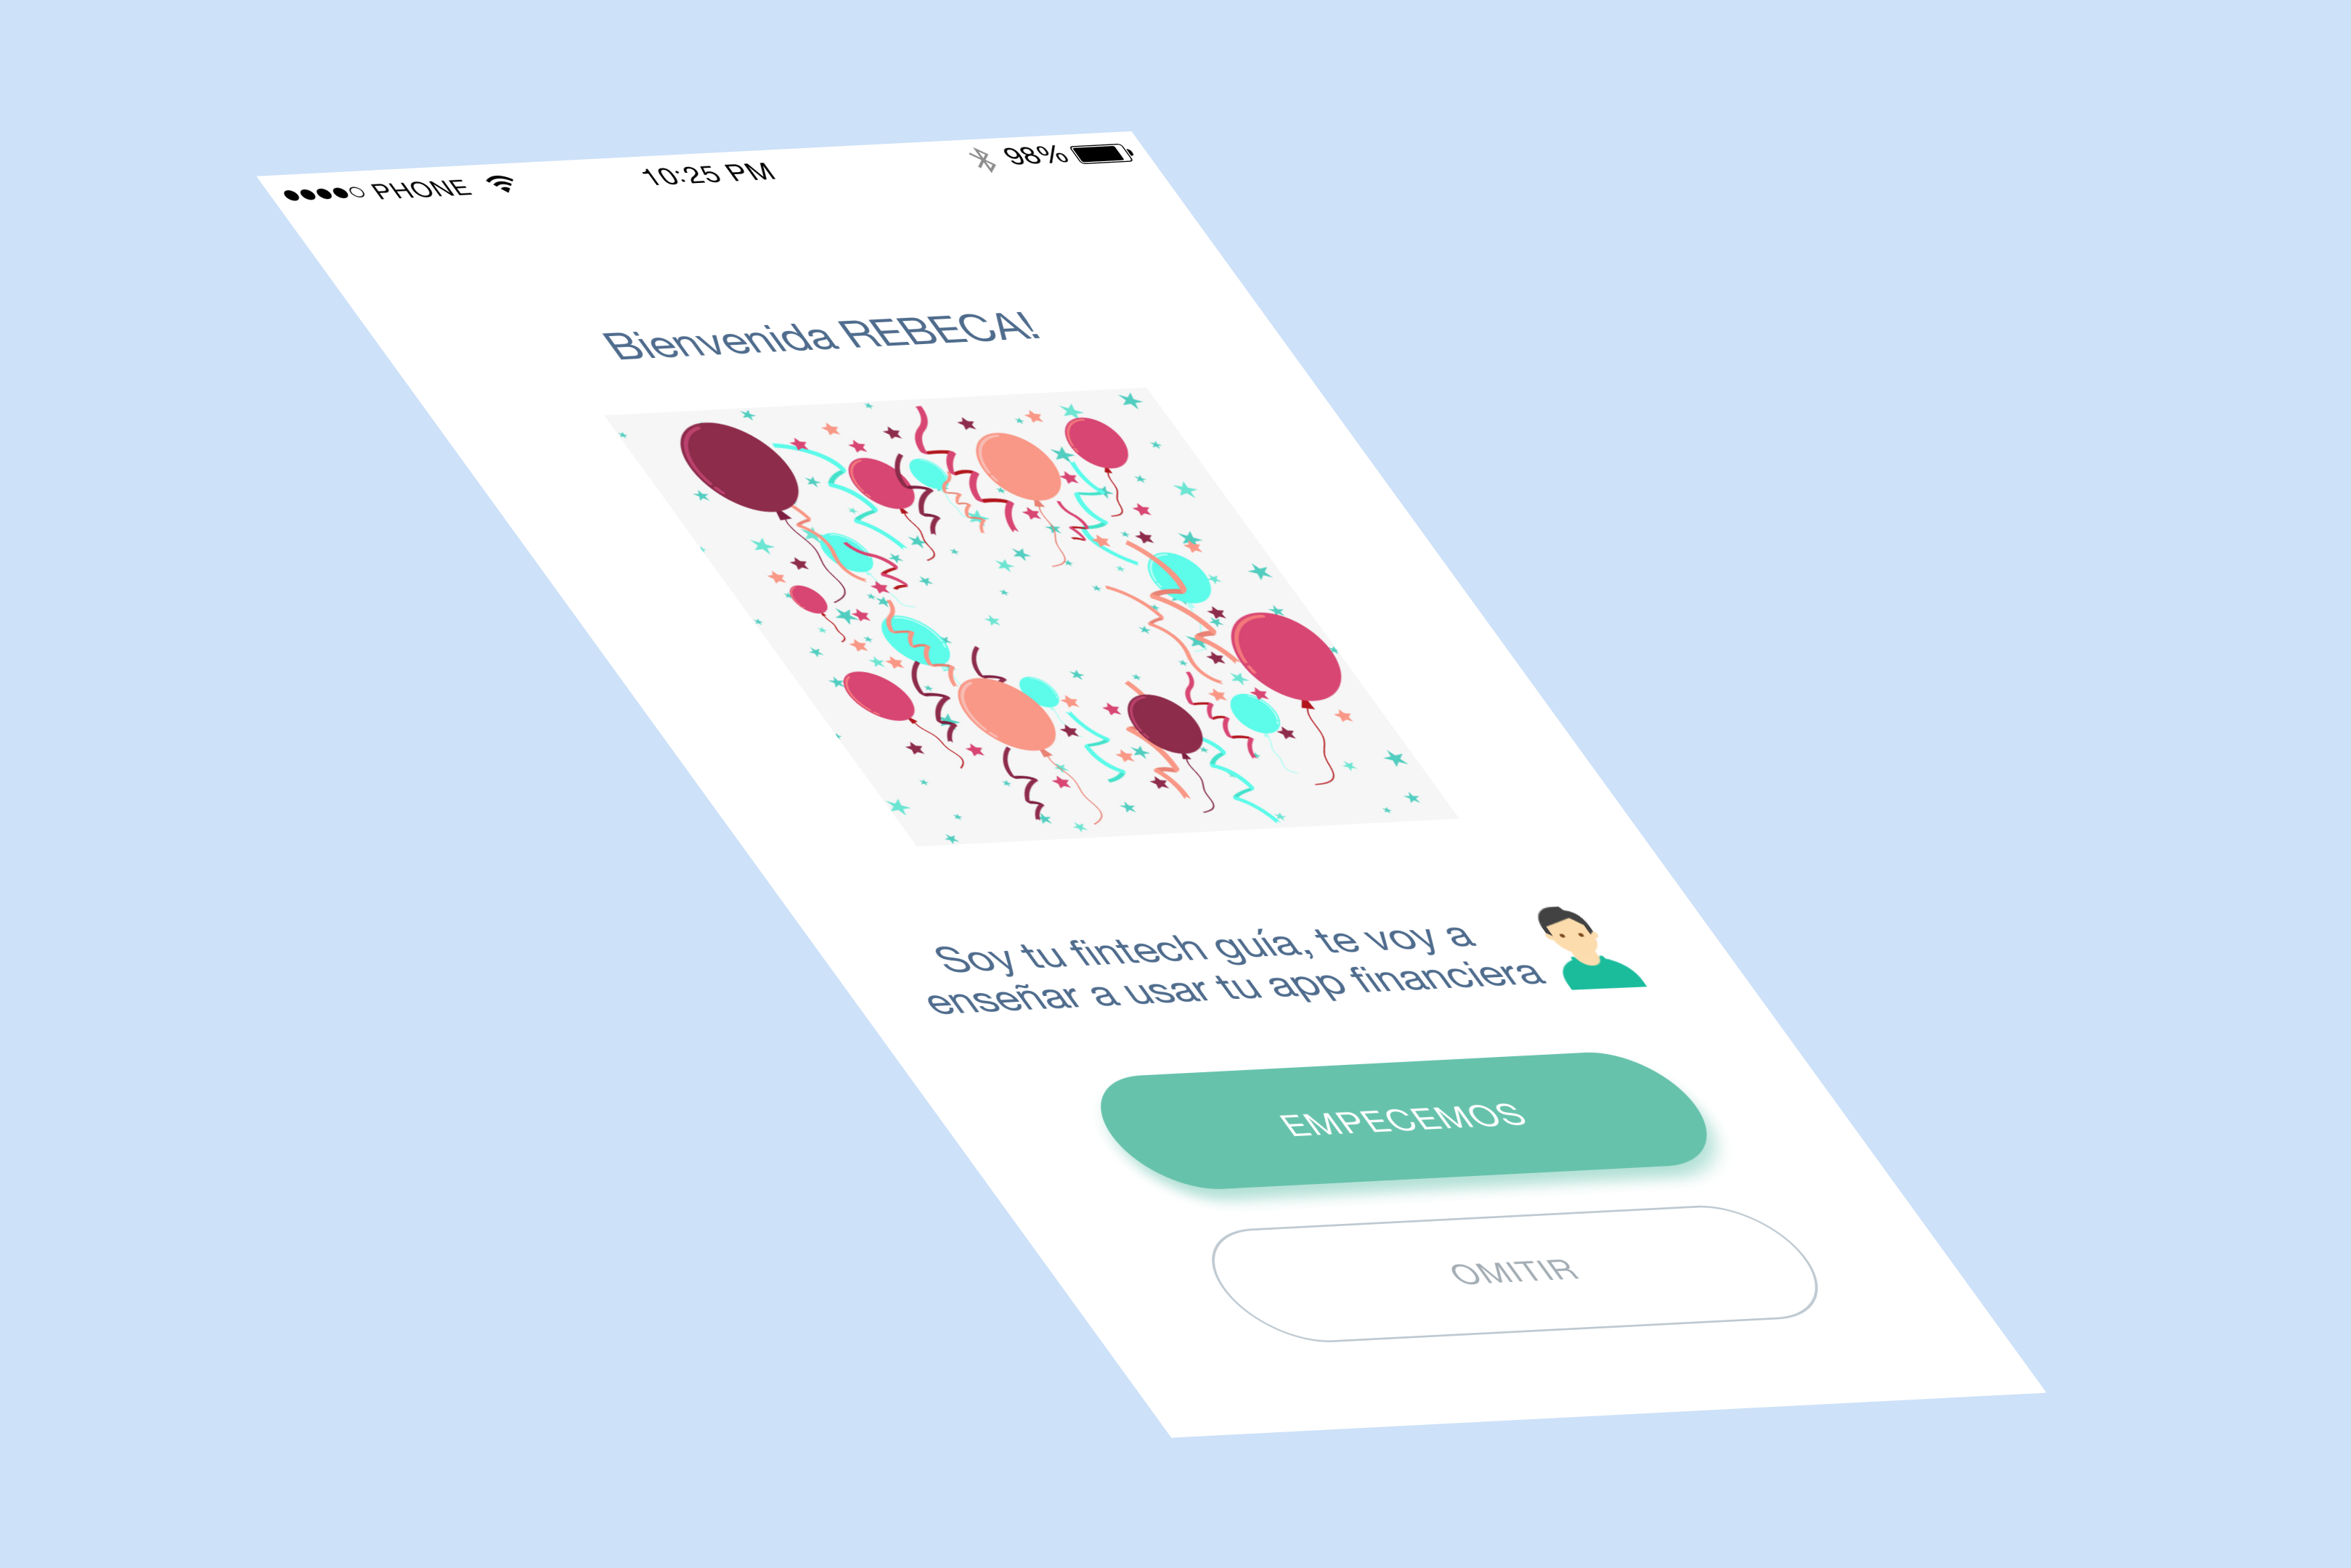 PHONE 10:25 PM 98%
Bienvenida REBECA!
Soy tu fintech guía, te voy a
enseñar a usar tu app financiera
EMPECEMOS
OMITIR